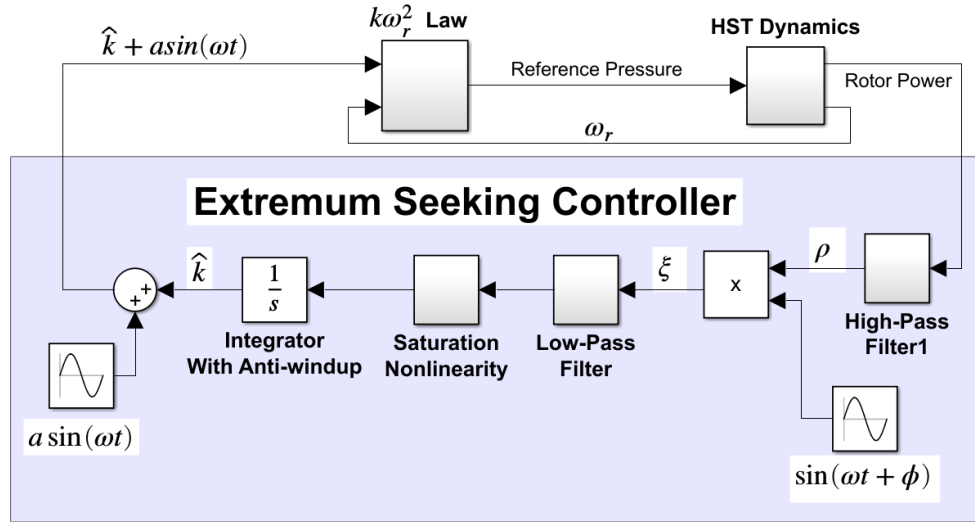 k̂ + asin(ωt)
kω_r^2 Law
HST Dynamics
Reference Pressure
Rotor Power
ω_r
Extremum Seeking Controller
k̂
1/s
ξ
x
ρ
+
+
Integrator
With Anti-windup
Saturation
Nonlinearity
Low-Pass
Filter
High-Pass
Filter1
a sin(ωt)
sin(ωt + ϕ)